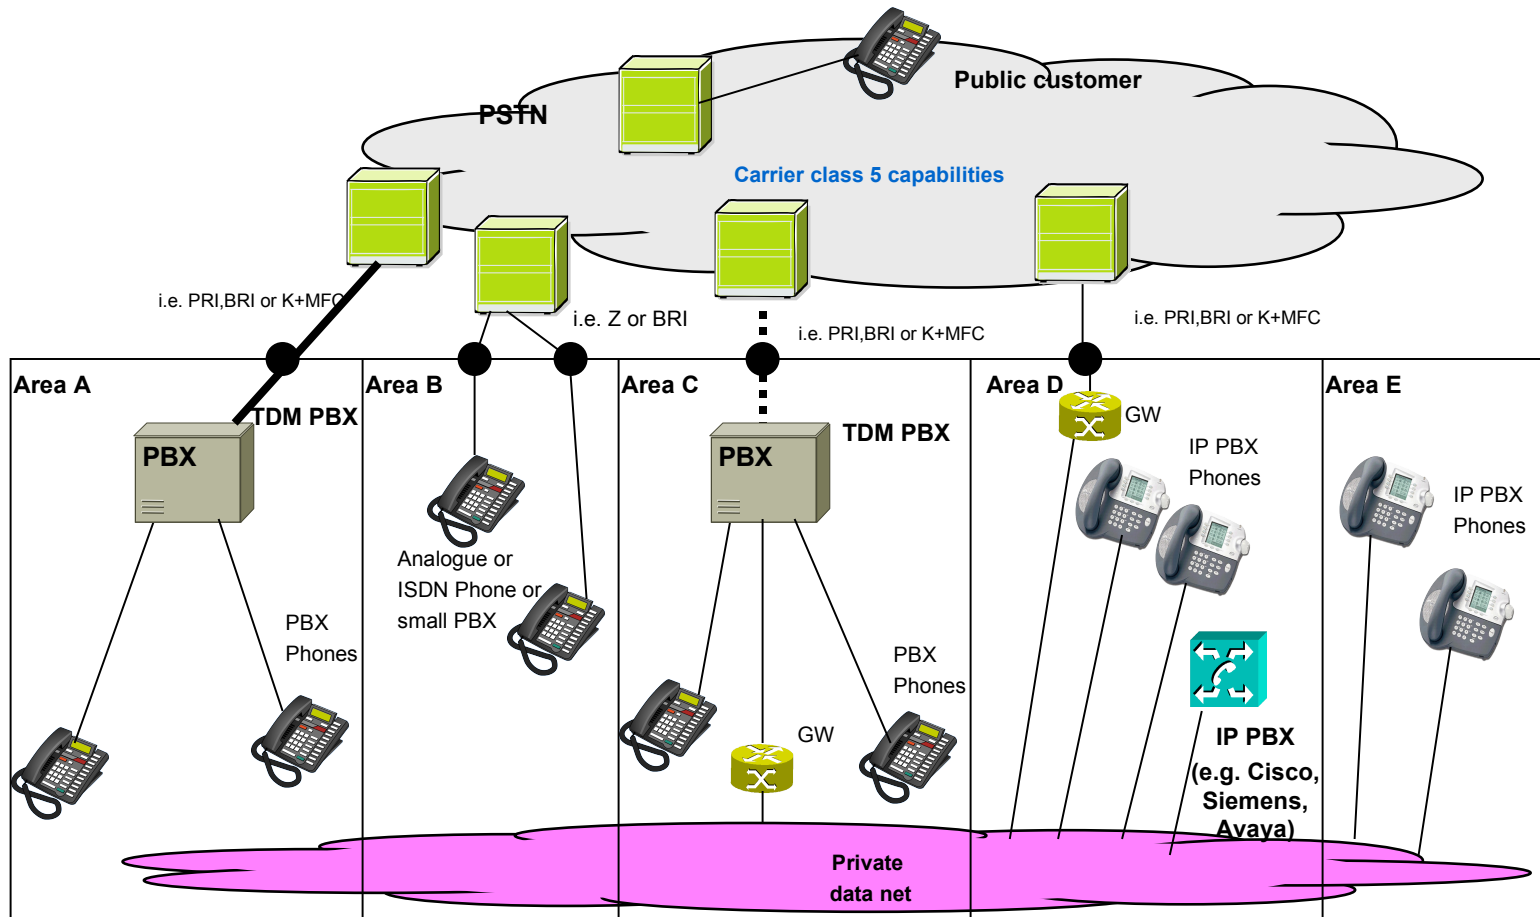 Public customer
PSTN
Carrier class 5 capabilities
i.e. PRI,BRI or K+MFC
i.e. Z or BRI
i.e. PRI,BRI or K+MFC
i.e. PRI,BRI or K+MFC
Area A
TDM PBX
PBX
PBX
Phones
Area B
Analogue or
ISDN Phone or
small PBX
Area C
TDM PBX
PBX
PBX
Phones
GW
Area D
GW
IP PBX
Phones
IP PBX
(e.g. Cisco,
Siemens,
Avaya)
Area E
IP PBX
Phones
Private
data net